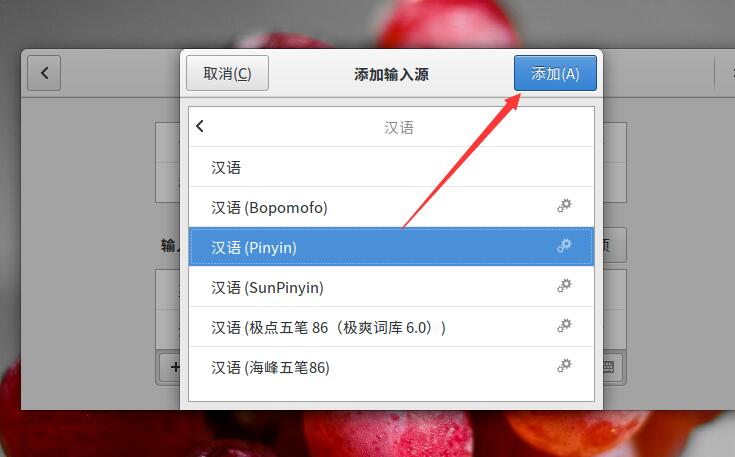 取消(C)
添加输入源
添加(A)
汉语
汉语
汉语 (Bopomofo)
汉语 (Pinyin)
汉语 (SunPinyin)
汉语 (极点五笔 86（极爽词库 6.0）)
汉语 (海峰五笔86)
输